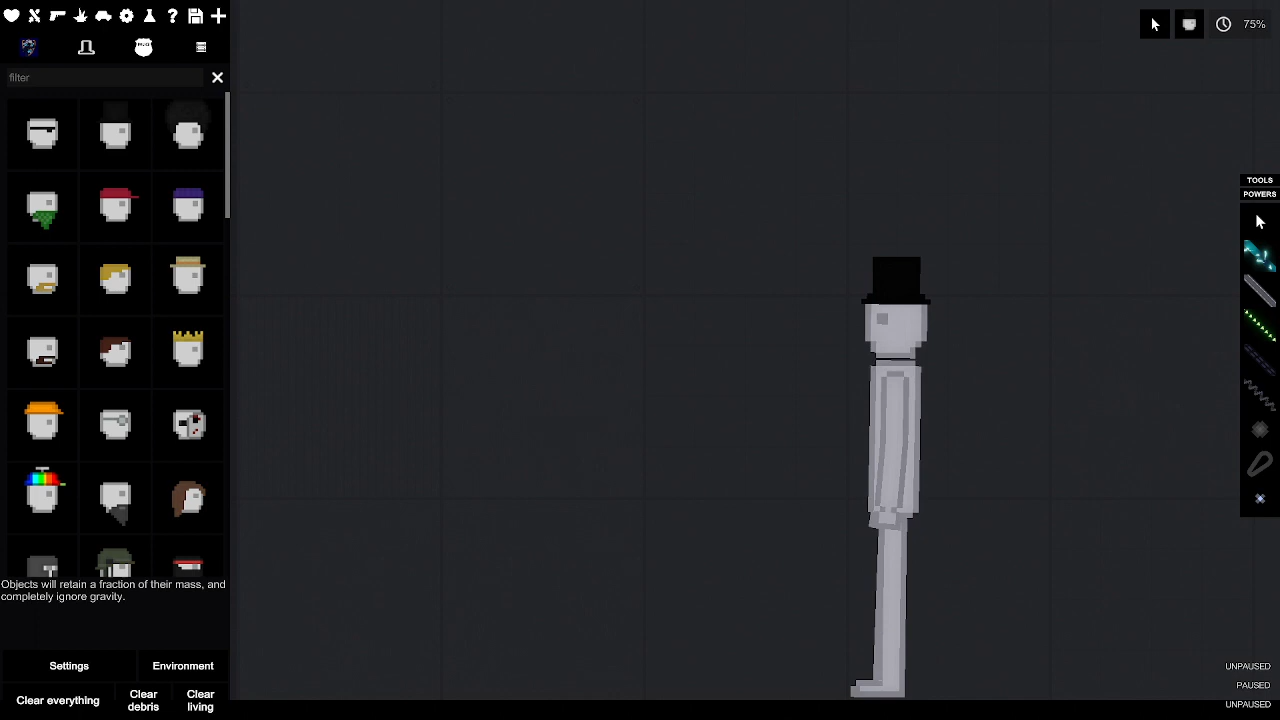 filter
75%
TOOLS
POWERS
Objects will retain a fraction of their mass, and
completely ignore gravity.
Settings
Environment
Clear everything
Clear
debris
Clear
living
UNPAUSED
PAUSED
UNPAUSED